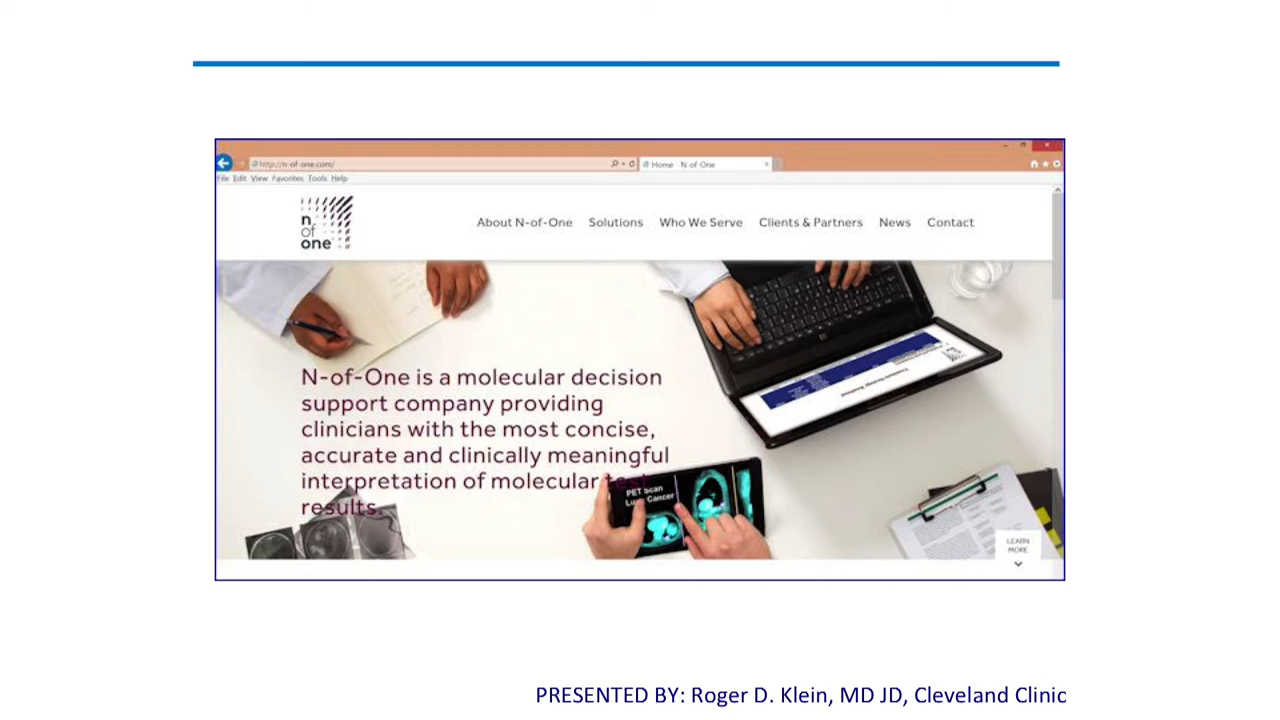 http://n-of-one.com/
Home - N-of-One
File Edit View Favorites Tools Help
n
of
one
About N-of-One Solutions Who We Serve Clients & Partners News Contact
N-of-One is a molecular decision
support company providing
clinicians with the most concise,
accurate and clinically meaningful
interpretation of molecular test
results.
PET Scan
Lung Cancer
LEARN
MORE
PRESENTED BY: Roger D. Klein, MD JD, Cleveland Clinic